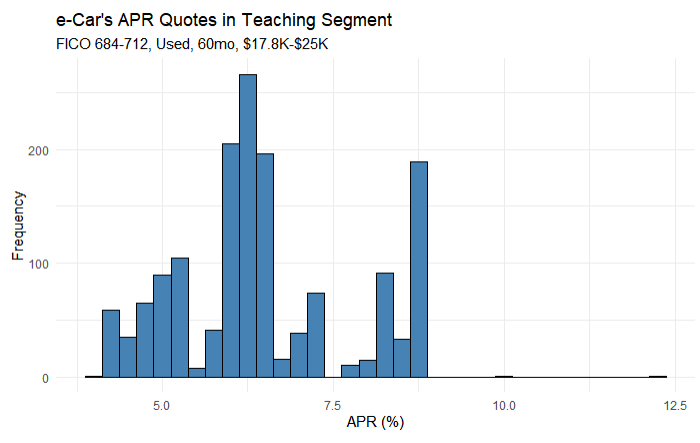 e-Car's APR Quotes in Teaching Segment
FICO 684-712, Used, 60mo, $17.8K-$25K
Frequency
200
100
0
5.0
7.5
10.0
12.5
APR (%)